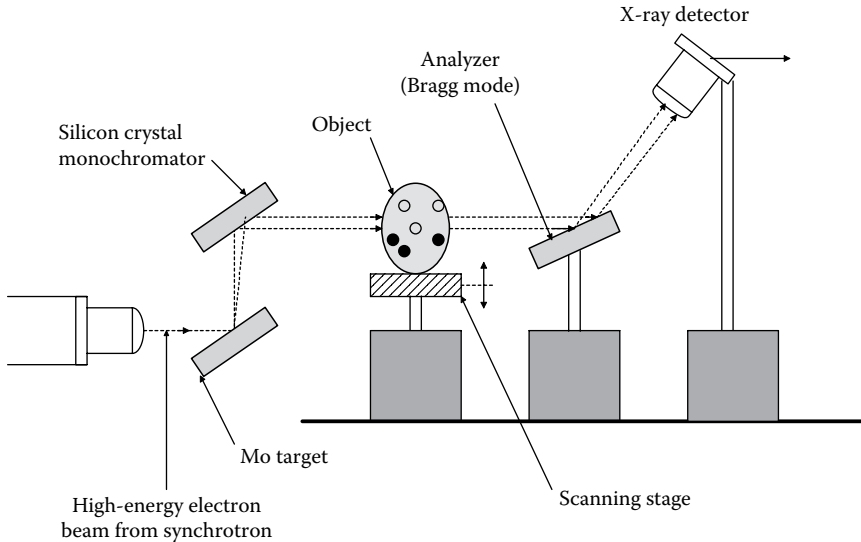 X-ray detector
Analyzer
(Bragg mode)
Object
Silicon crystal
monochromator
Mo target
Scanning stage
High-energy electron
beam from synchrotron